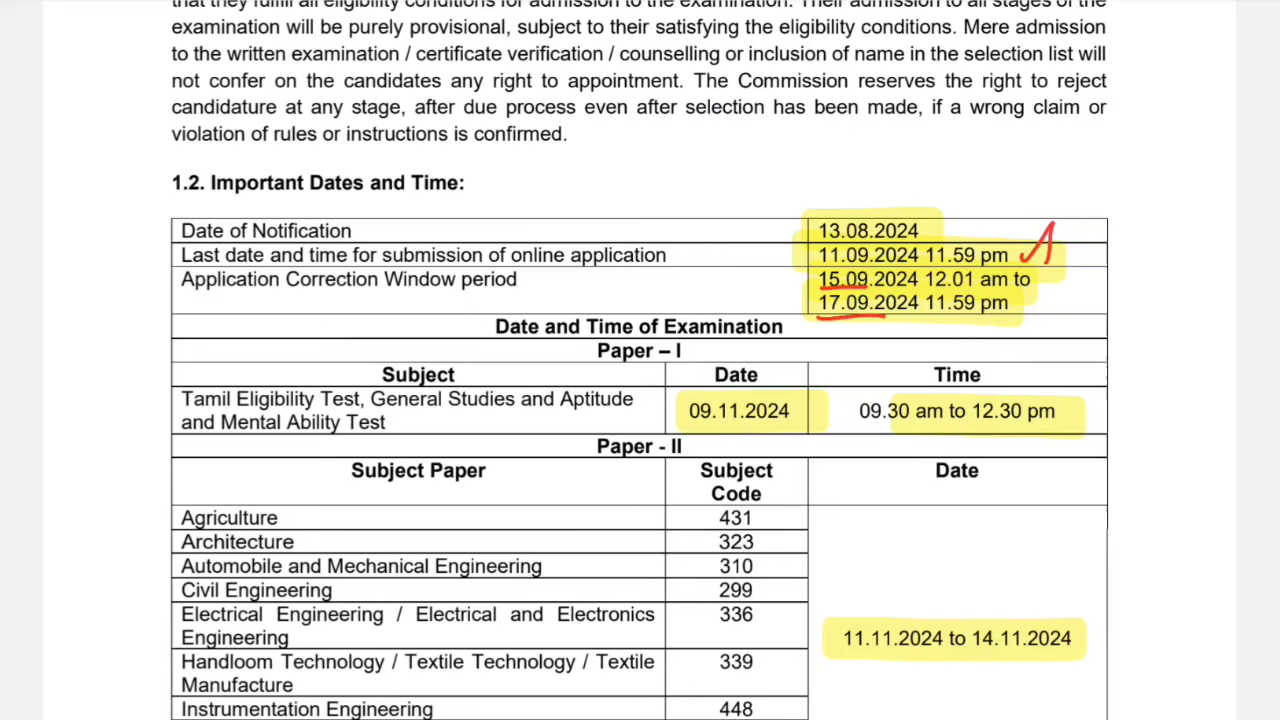 that they fulfill all eligibility conditions for admission to the examination. Their admission to all stages of the
examination will be purely provisional, subject to their satisfying the eligibility conditions. Mere admission
to the written examination / certificate verification / counselling or inclusion of name in the selection list will
not confer on the candidates any right to appointment. The Commission reserves the right to reject
candidature at any stage, after due process even after selection has been made, if a wrong claim or
violation of rules or instructions is confirmed.
1.2. Important Dates and Time:
Date of Notification 13.08.2024
Last date and time for submission of online application 11.09.2024 11.59 pm
Application Correction Window period 15.09.2024 12.01 am to
17.09.2024 11.59 pm
Date and Time of Examination
Paper – I
Subject Date Time
Tamil Eligibility Test, General Studies and Aptitude
and Mental Ability Test 09.11.2024 09.30 am to 12.30 pm
Paper - II
Subject Paper Subject Date
Code
Agriculture 431
Architecture 323
Automobile and Mechanical Engineering 310
Civil Engineering 299
Electrical Engineering / Electrical and Electronics 336
Engineering 11.11.2024 to 14.11.2024
Handloom Technology / Textile Technology / Textile 339
Manufacture
Instrumentation Engineering 448